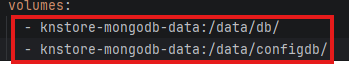 volumes:
- knstore-mongodb-data:/data/db/
- knstore-mongodb-data:/data/configdb/